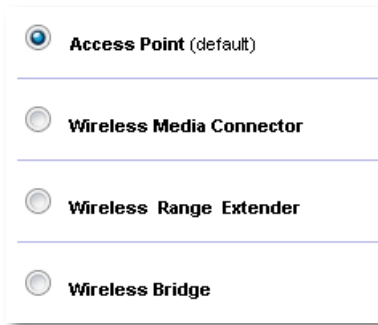 Access Point (default)
Wireless Media Connector
Wireless Range Extender
Wireless Bridge